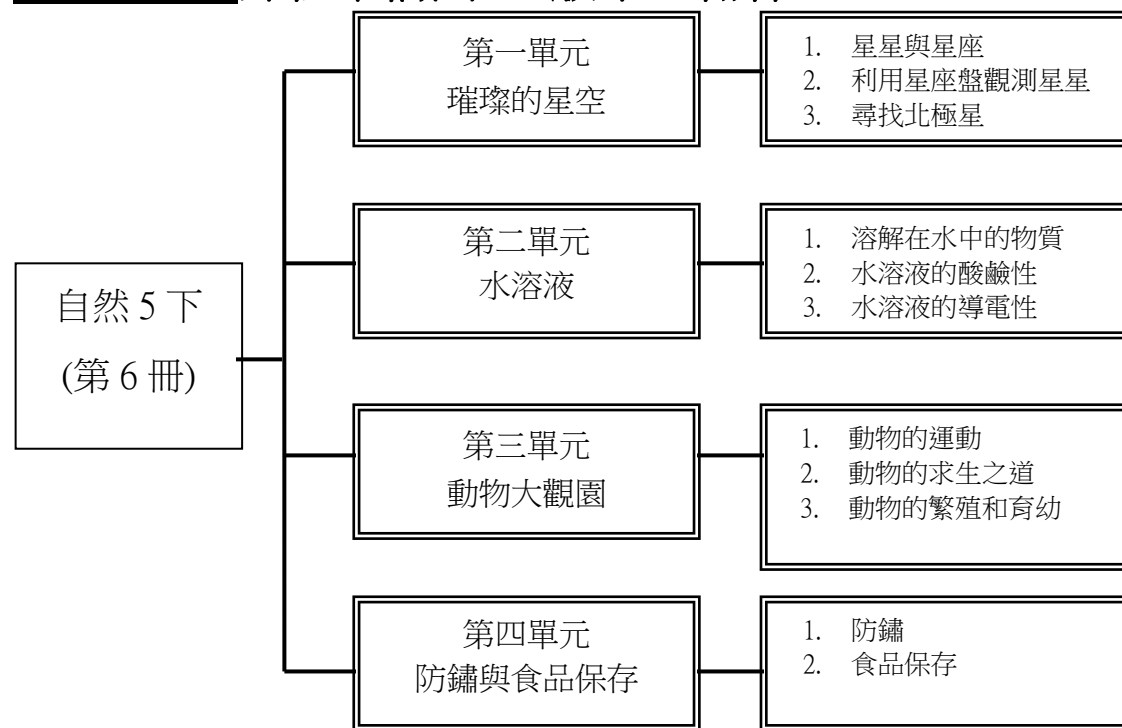 自然 5 下
(第 6 冊)
第一單元
璀璨的星空
1. 星星與星座
2. 利用星座盤觀測星星
3. 尋找北極星
第二單元
水溶液
1. 溶解在水中的物質
2. 水溶液的酸鹼性
3. 水溶液的導電性
第三單元
動物大觀園
1. 動物的運動
2. 動物的求生之道
3. 動物的繁殖和育幼
第四單元
防鏽與食品保存
1. 防鏽
2. 食品保存